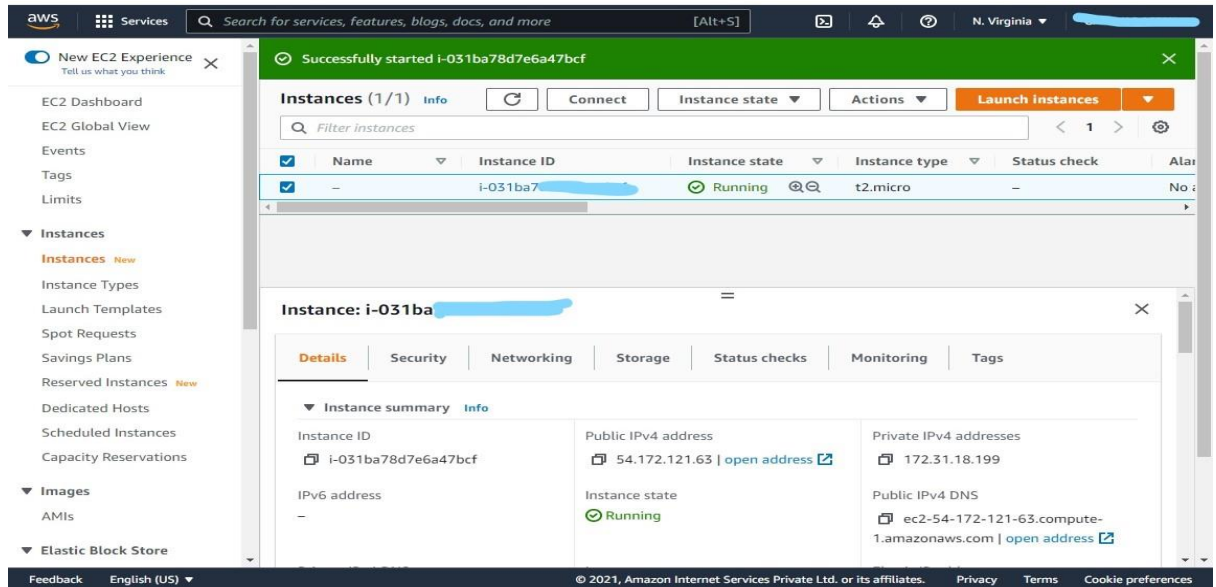 aws Services Search for services, features, blogs, docs, and more [Alt+S] N. Virginia
New EC2 Experience
Tell us what you think
EC2 Dashboard
EC2 Global View
Events
Tags
Limits
Instances
Instances New
Instance Types
Launch Templates
Spot Requests
Savings Plans
Reserved Instances New
Dedicated Hosts
Scheduled Instances
Capacity Reservations
Images
AMIs
Elastic Block Store
Successfully started i-031ba78d7e6a47bcf
Instances (1/1) Info Connect Instance state Actions Launch instances
Filter instances 1
Name Instance ID Instance state Instance type Status check
– i-031ba7 Running t2.micro – No
Instance: i-031ba
Details Security Networking Storage Status checks Monitoring Tags
Instance summary Info
Instance ID Public IPv4 address Private IPv4 addresses
i-031ba78d7e6a47bcf 54.172.121.63 | open address 172.31.18.199
IPv6 address Instance state Public IPv4 DNS
– Running ec2-54-172-121-63.compute-
1.amazonaws.com | open address
Feedback English (US) © 2021, Amazon Internet Services Private Ltd. or its affiliates. Privacy Terms Cookie preferences